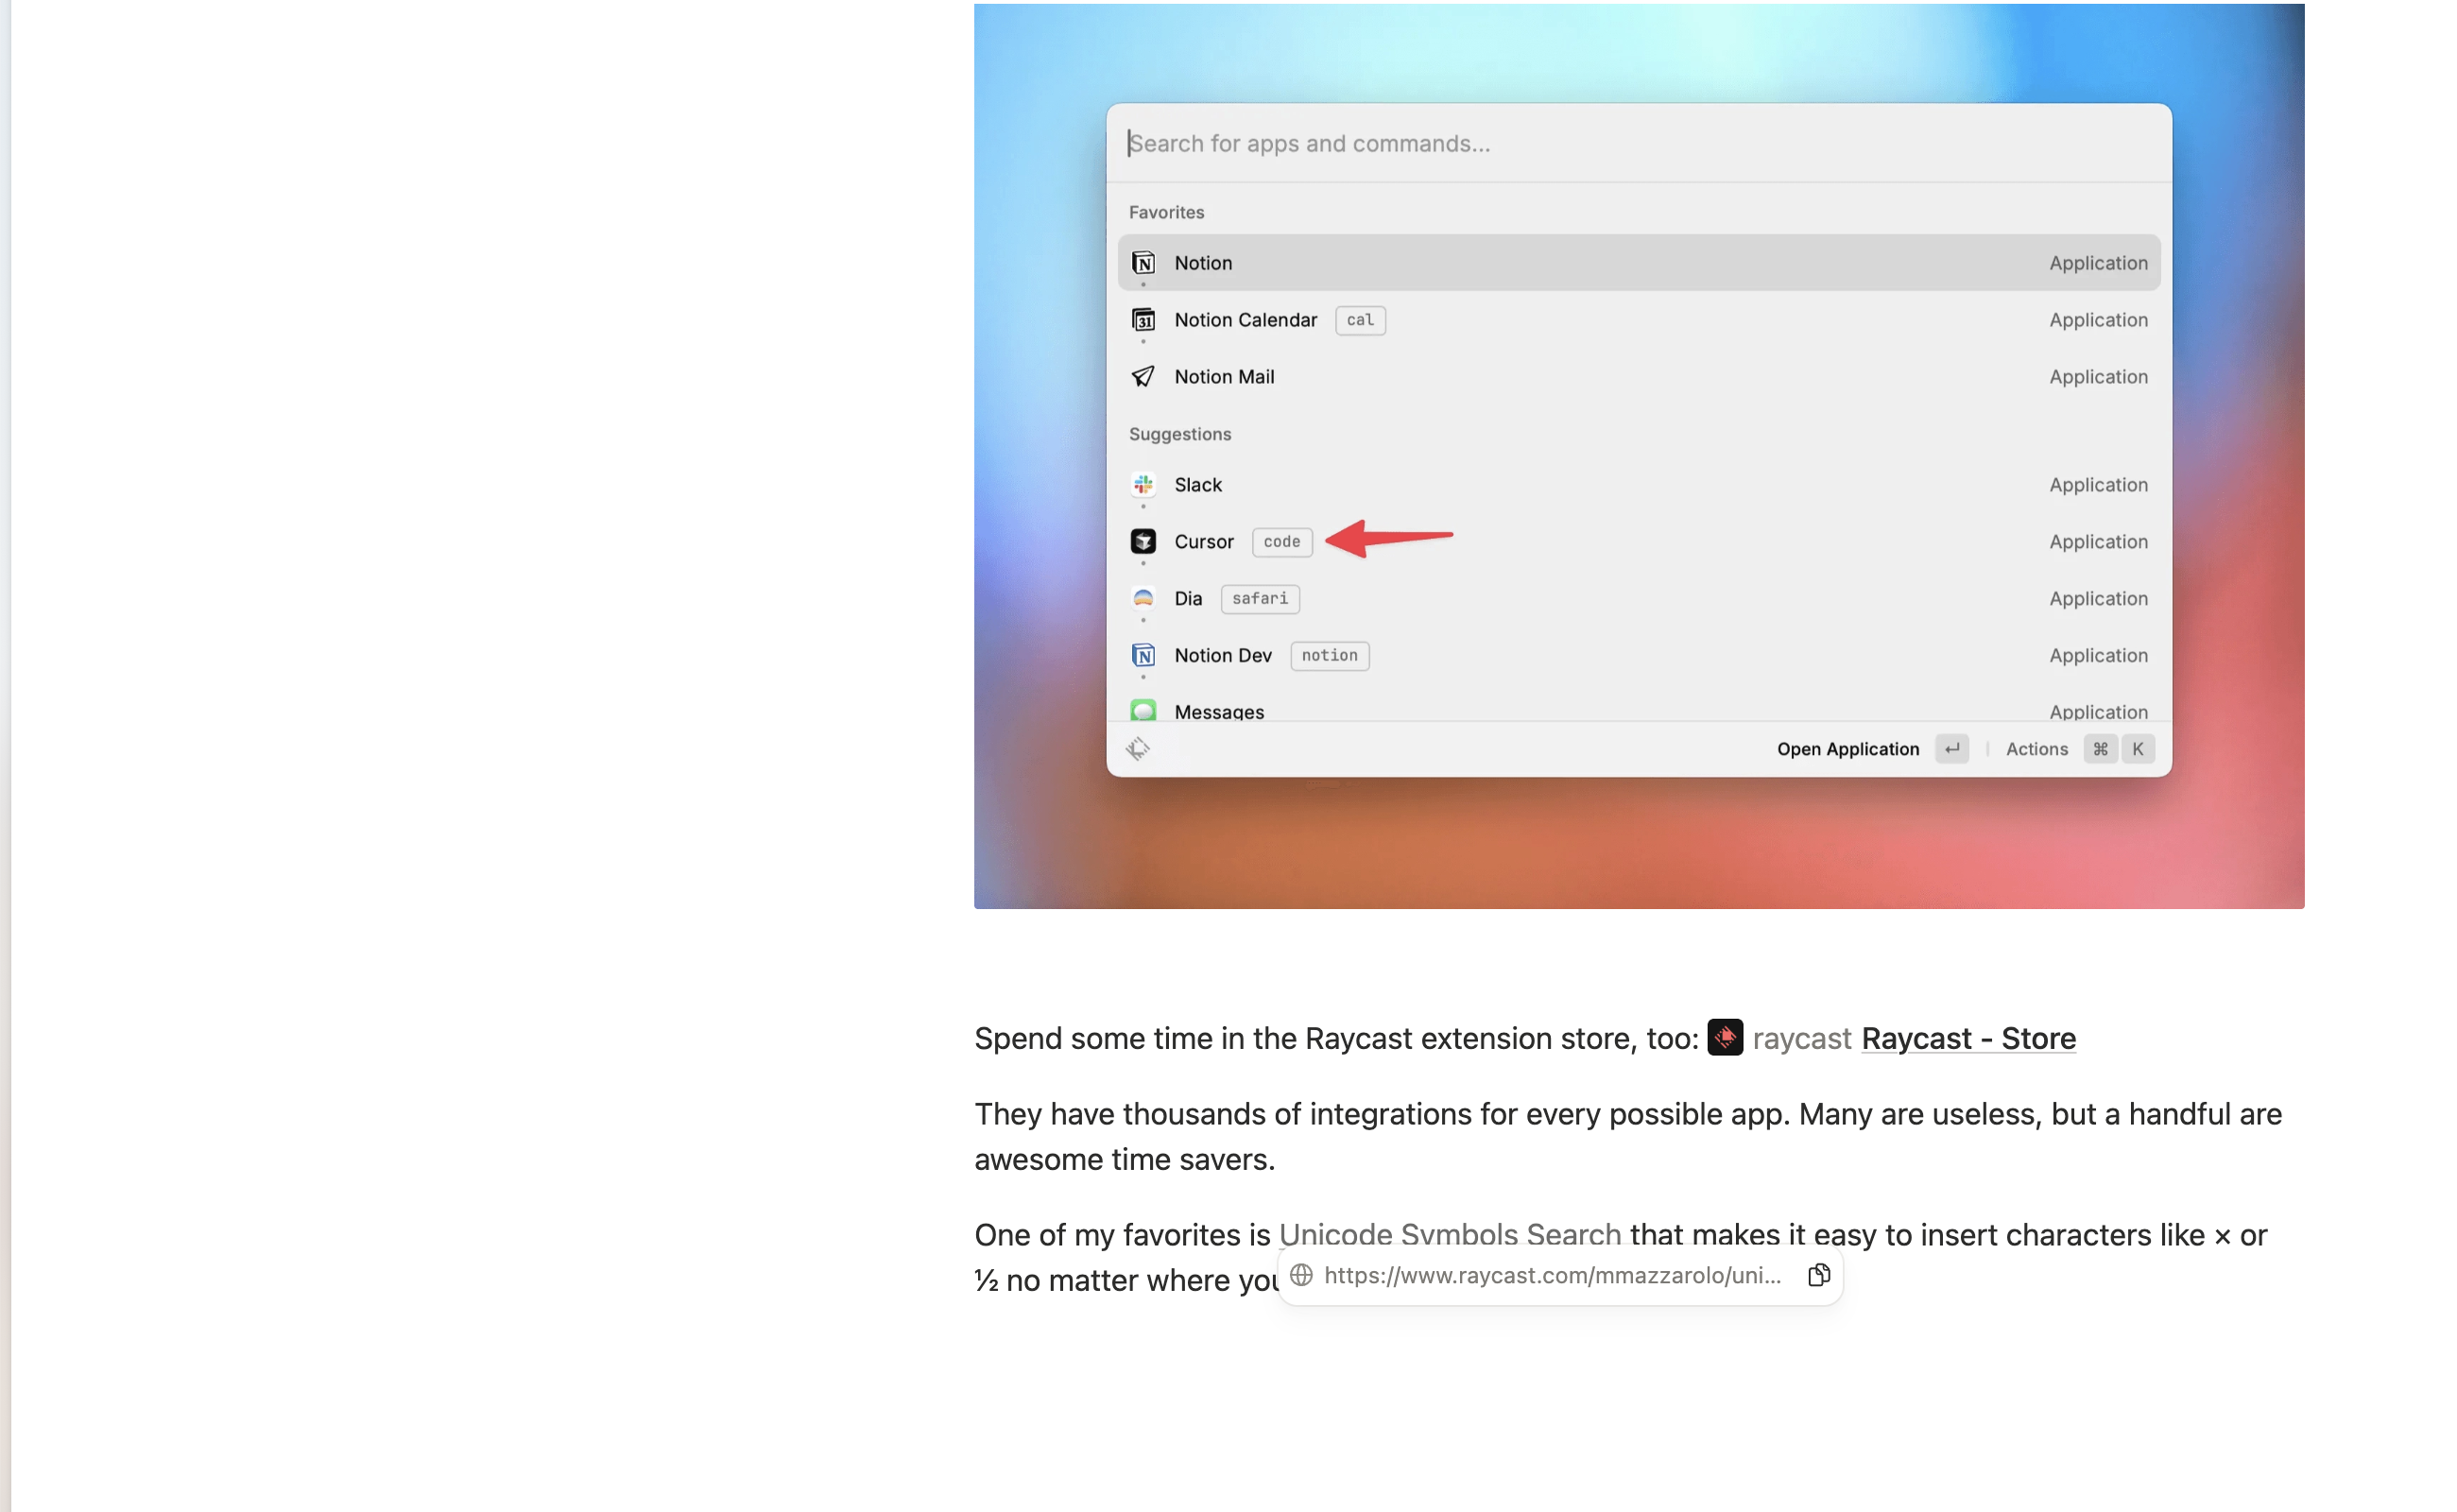 Search for apps and commands...
Favorites
Notion Application
Notion Calendar cal Application
Notion Mail Application
Suggestions
Slack Application
Cursor code Application
Dia safari Application
Notion Dev notion Application
Messages Application
Open Application ↵ | Actions ⌘ K
Spend some time in the Raycast extension store, too: raycast Raycast - Store
They have thousands of integrations for every possible app. Many are useless, but a handful are
awesome time savers.
One of my favorites is Unicode Symbols Search that makes it easy to insert characters like × or
½ no matter where you
https://www.raycast.com/mmazzarolo/uni...